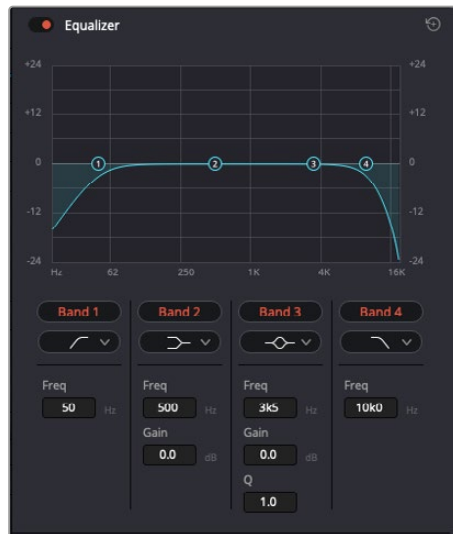 Equalizer
+24 +24
+12 +12
0 0
1 2 3 4
-12 -12
-24 -24
Hz 62 250 1K 4K 16K
Band 1 Band 2 Band 3 Band 4
Freq Freq Freq Freq
50 Hz 500 Hz 3k5 Hz 10k0 Hz
Gain Gain
0.0 dB 0.0 dB
Q
1.0